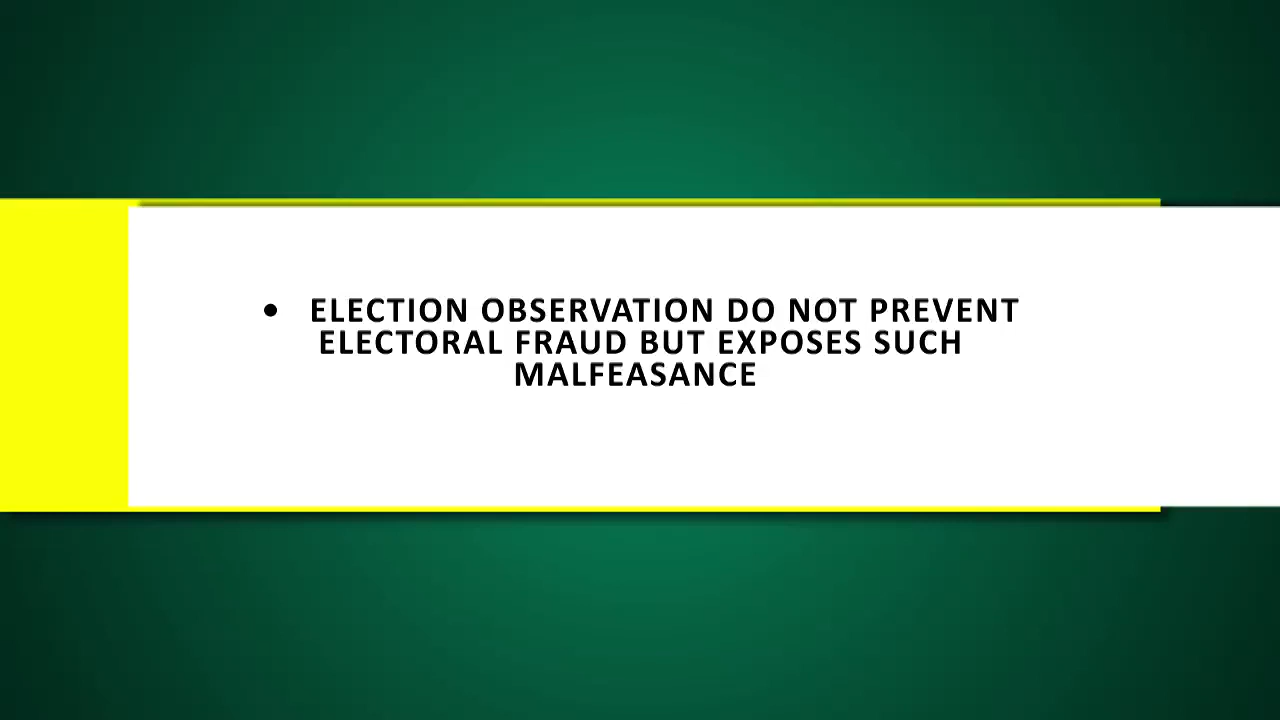 • ELECTION OBSERVATION DO NOT PREVENT
ELECTORAL FRAUD BUT EXPOSES SUCH
MALFEASANCE